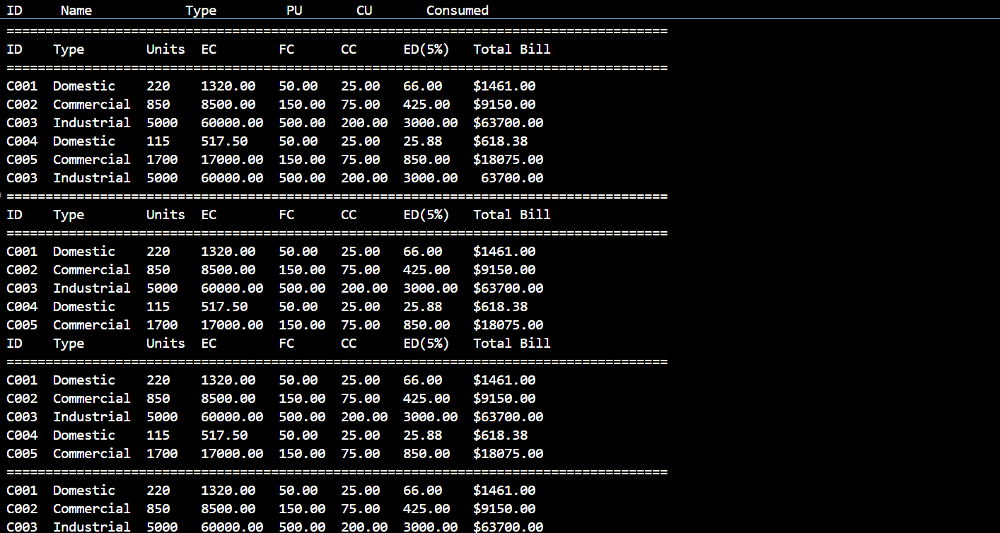 ID     Name            Type         PU       CU       Consumed
=====================================================================================
ID    Type        Units  EC        FC      CC      ED(5%)   Total Bill
=====================================================================================
C001  Domestic    220    1320.00   50.00   25.00   66.00    $1461.00
C002  Commercial  850    8500.00   150.00  75.00   425.00   $9150.00
C003  Industrial  5000   60000.00  500.00  200.00  3000.00  $63700.00
C004  Domestic    115    517.50    50.00   25.00   25.88    $618.38
C005  Commercial  1700   17000.00  150.00  75.00   850.00   $18075.00
C003  Industrial  5000   60000.00  500.00  200.00  3000.00   63700.00
=====================================================================================
ID    Type        Units  EC        FC      CC      ED(5%)   Total Bill
=====================================================================================
C001  Domestic    220    1320.00   50.00   25.00   66.00    $1461.00
C002  Commercial  850    8500.00   150.00  75.00   425.00   $9150.00
C003  Industrial  5000   60000.00  500.00  200.00  3000.00  $63700.00
C004  Domestic    115    517.50    50.00   25.00   25.88    $618.38
C005  Commercial  1700   17000.00  150.00  75.00   850.00   $18075.00
ID    Type        Units  EC        FC      CC      ED(5%)   Total Bill
=====================================================================================
C001  Domestic    220    1320.00   50.00   25.00   66.00    $1461.00
C002  Commercial  850    8500.00   150.00  75.00   425.00   $9150.00
C003  Industrial  5000   60000.00  500.00  200.00  3000.00  $63700.00
C004  Domestic    115    517.50    50.00   25.00   25.88    $618.38
C005  Commercial  1700   17000.00  150.00  75.00   850.00   $18075.00
=====================================================================================
C001  Domestic    220    1320.00   50.00   25.00   66.00    $1461.00
C002  Commercial  850    8500.00   150.00  75.00   425.00   $9150.00
C003  Industrial  5000   60000.00  500.00  200.00  3000.00  $63700.00